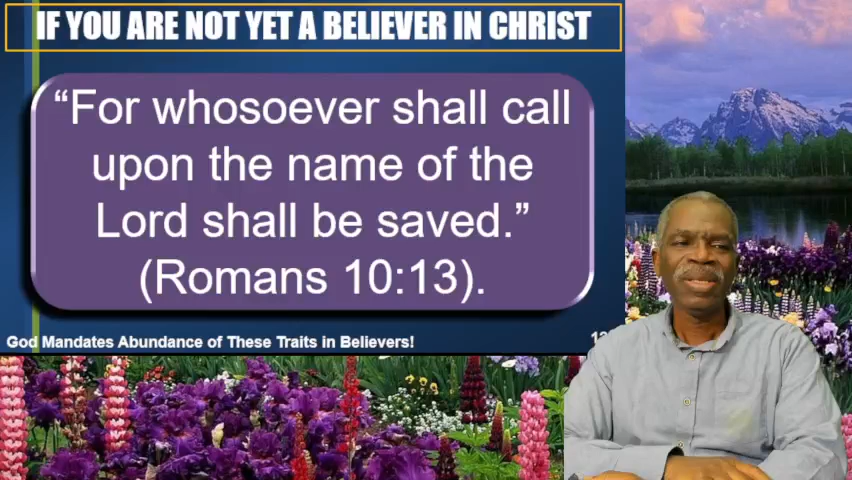 IF YOU ARE NOT YET A BELIEVER IN CHRIST
“For whosoever shall call
upon the name of the
Lord shall be saved.”
(Romans 10:13).
God Mandates Abundance of These Traits in Believers!